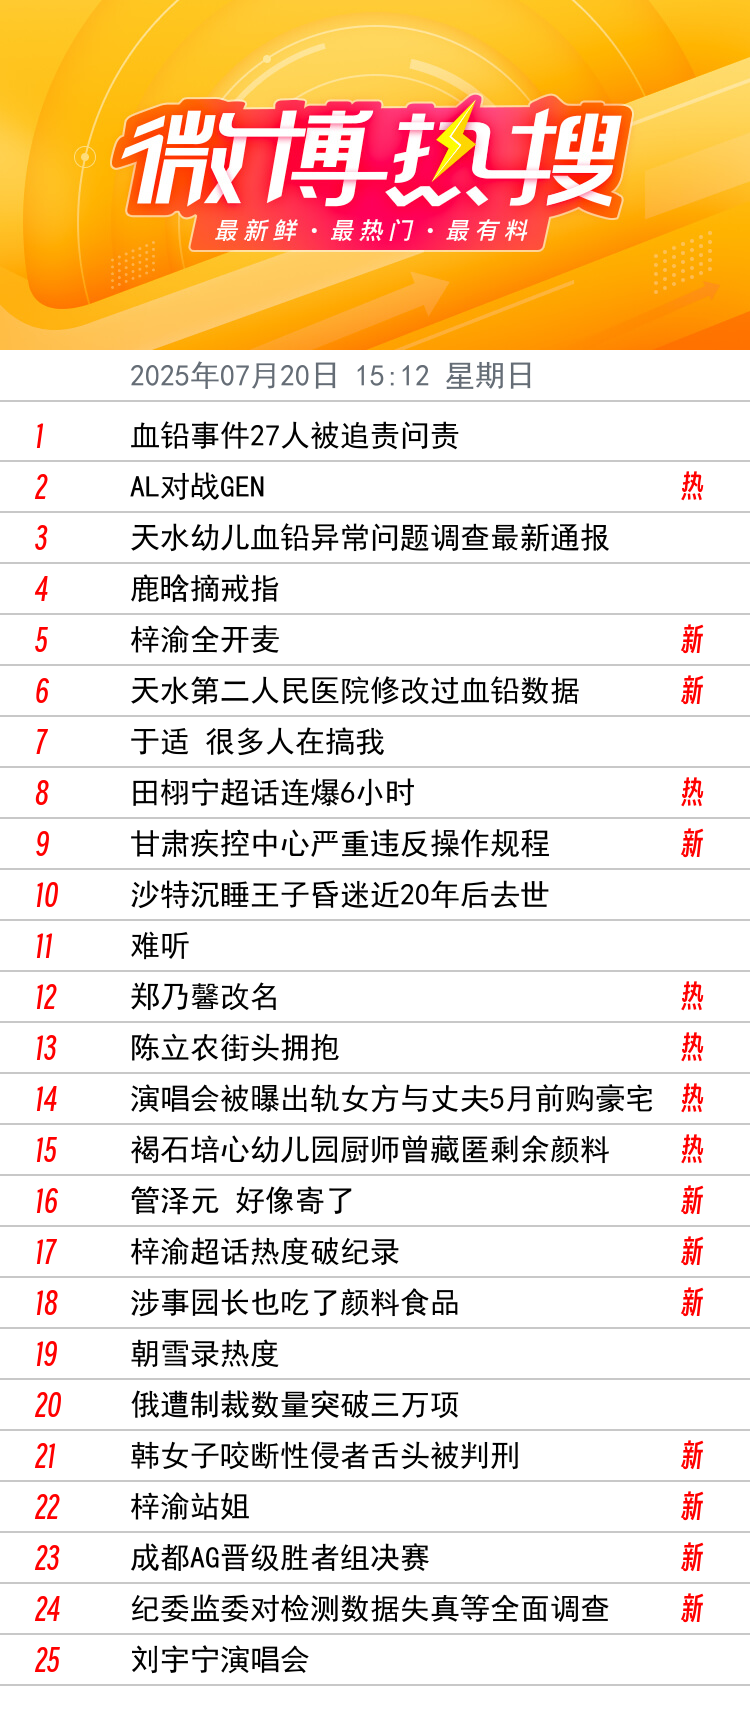 微博热搜
最新鲜·最热门·最有料
2025年07月20日 15:12 星期日
1 血铅事件27人被追责问责
2 AL对战GEN 热
3 天水幼儿血铅异常问题调查最新通报
4 鹿晗摘戒指
5 梓渝全开麦 新
6 天水第二人民医院修改过血铅数据 新
7 于适 很多人在搞我
8 田栩宁超话连爆6小时 热
9 甘肃疾控中心严重违反操作规程 新
10 沙特沉睡王子昏迷近20年后去世
11 难听
12 郑乃馨改名 热
13 陈立农街头拥抱 热
14 演唱会被曝出轨女方与丈夫5月前购豪宅 热
15 褐石培心幼儿园厨师曾藏匿剩余颜料 热
16 管泽元 好像寄了 新
17 梓渝超话热度破纪录 新
18 涉事园长也吃了颜料食品 新
19 朝雪录热度
20 俄遭制裁数量突破三万项
21 韩女子咬断性侵者舌头被判刑 新
22 梓渝站姐 新
23 成都AG晋级胜者组决赛 新
24 纪委监委对检测数据失真等全面调查 新
25 刘宇宁演唱会